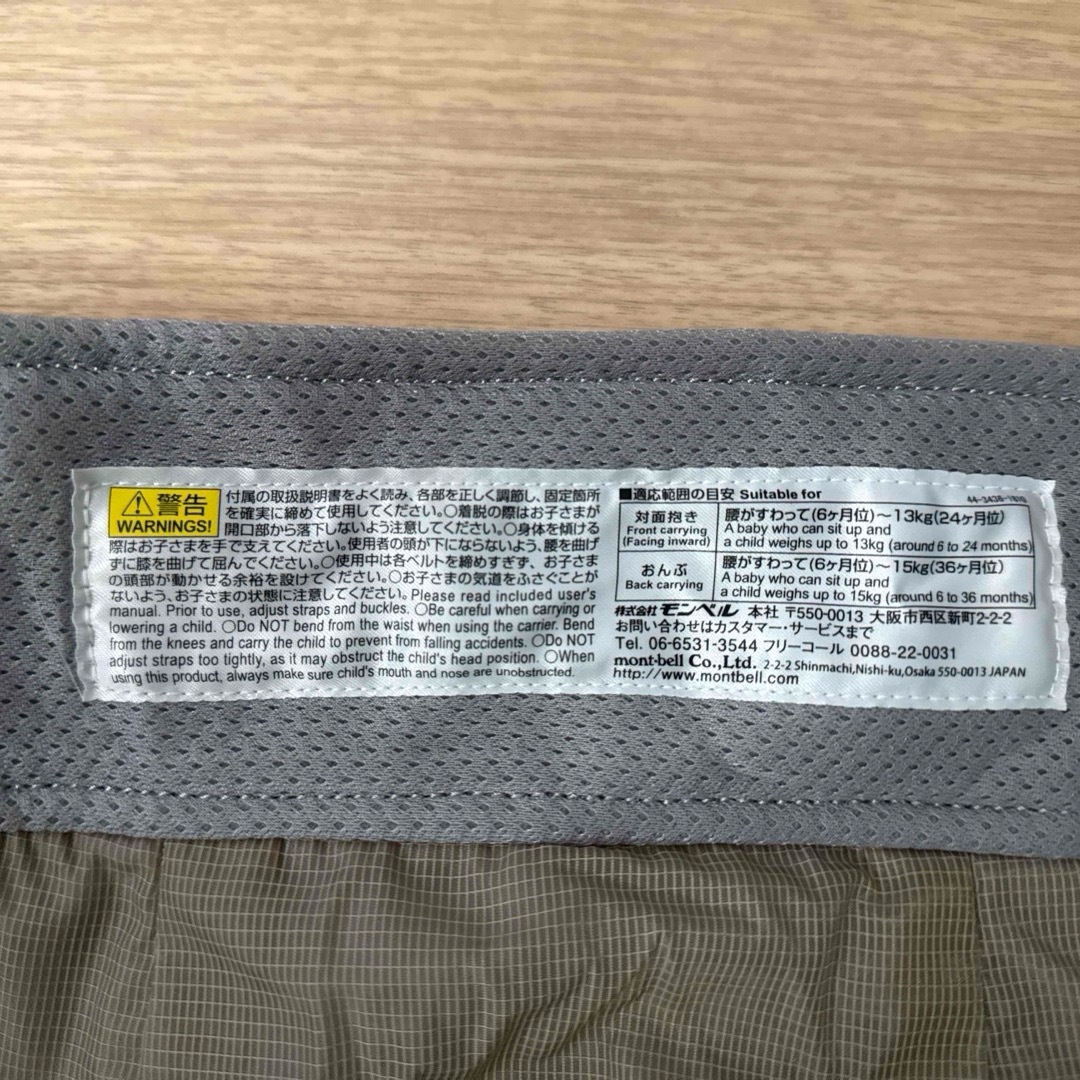 警告
WARNINGS!
付属の取扱説明書をよく読み、各部を正しく調節し、固定箇所
を確実に締めて使用してください。〇着脱の際はお子さまが
開口部から落下しないよう注意してください。〇身体を傾ける
際はお子さまを手で支えてください。使用者の頭が下にならないよう、腰を曲げ
ずに膝を曲げて屈んでください。〇使用中は各ベルトを締めすぎず、お子さま
の頭部が動かせる余裕を設けてください。〇お子さまの気道をふさぐことが
ないよう、お子さまの状態に注意してください。Please read included user's
manual. Prior to use, adjust straps and buckles. 〇Be careful when carrying or
lowering a child. 〇Do NOT bend from the waist when using the carrier. Bend
from the knees and carry the child to prevent from falling accidents. 〇Do NOT
adjust straps too tightly, as it may obstruct the child's head position. 〇When
using this product, always make sure child's mouth and nose are unobstructed.
■適応範囲の目安 Suitable for
対面抱き
Front carrying
(Facing inward)
腰がすわって(6ヶ月位)〜13kg(24ヶ月位)
A baby who can sit up and
a child weighs up to 13kg (around 6 to 24 months)
おんぶ
Back carrying
腰がすわって(6ヶ月位)〜15kg(36ヶ月位)
A baby who can sit up and
a child weighs up to 15kg (around 6 to 36 months)
株式会社モンベル 本社 〒550-0013 大阪市西区新町2-2-2
お問い合わせはカスタマー・サービスまで
Tel. 06-6531-3544 フリーコール 0088-22-0031
mont-bell Co.,Ltd. 2-2-2 Shinmachi,Nishi-ku,Osaka 550-0013 JAPAN
http://www.montbell.com